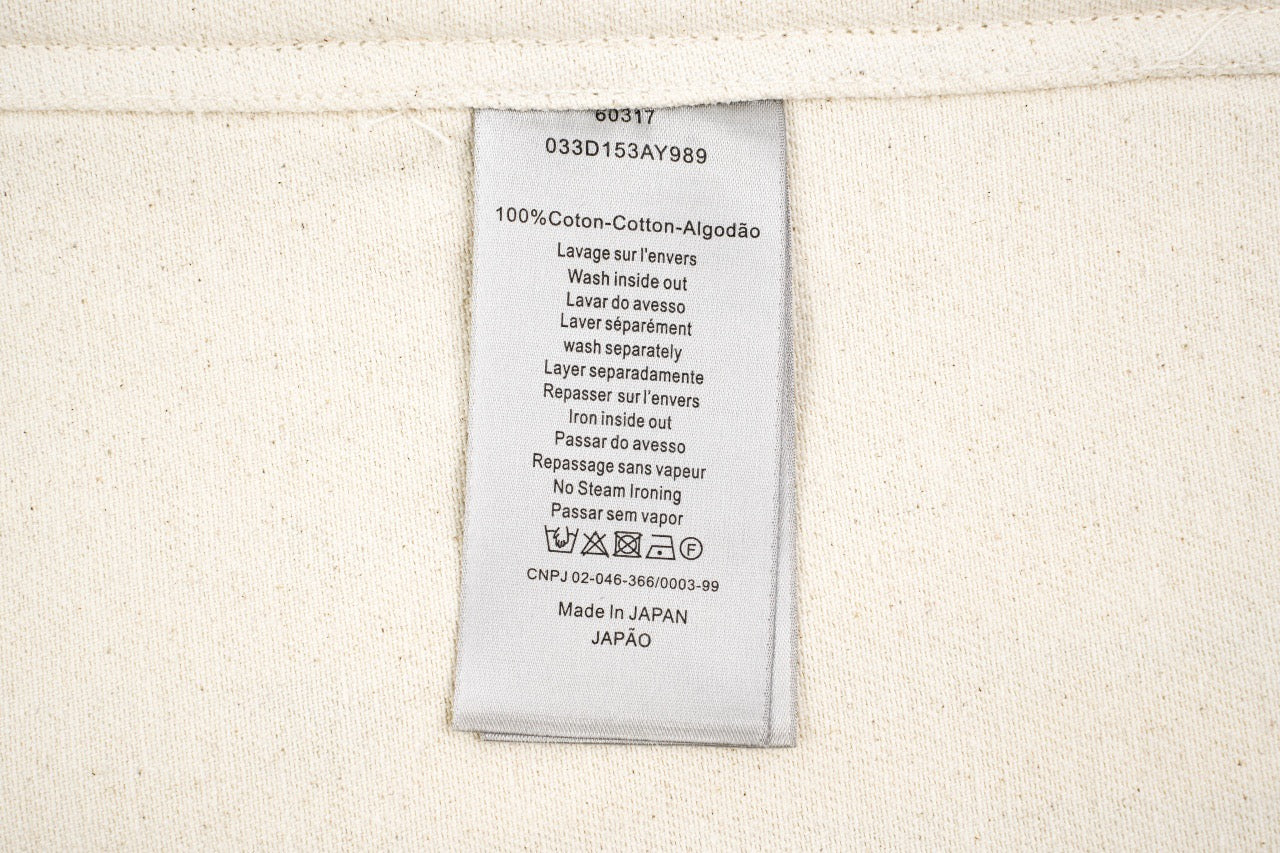 60317
033D153AY989
100%Coton-Cotton-Algodão
Lavage sur l'envers
Wash inside out
Lavar do avesso
Laver séparément
wash separately
Layer separadamente
Repasser sur l'envers
Iron inside out
Passar do avesso
Repassage sans vapeur
No Steam Ironing
Passar sem vapor
F
CNPJ 02-046-366/0003-99
Made In JAPAN
JAPÃO